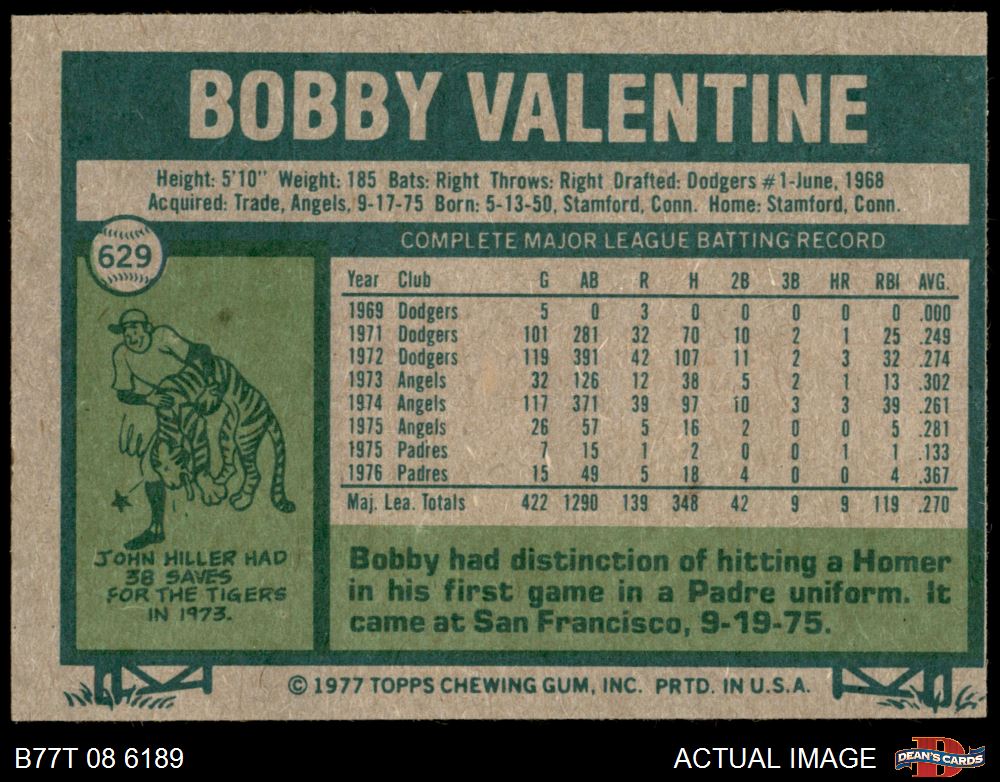 BOBBY VALENTINE
Height: 5'10" Weight: 185 Bats: Right Throws: Right Drafted: Dodgers #1-June, 1968
Acquired: Trade, Angels, 9-17-75 Born: 5-13-50, Stamford, Conn. Home: Stamford, Conn.
629
COMPLETE MAJOR LEAGUE BATTING RECORD
Year Club G AB R H 2B 3B HR RBI AVG.
1969 Dodgers 5 0 3 0 0 0 0 0 .000
1971 Dodgers 101 281 32 70 10 2 1 25 .249
1972 Dodgers 119 391 42 107 11 2 3 32 .274
1973 Angels 32 126 12 38 5 2 1 13 .302
1974 Angels 117 371 39 97 10 3 3 39 .261
1975 Angels 26 57 5 16 2 0 0 5 .281
1975 Padres 7 15 1 2 0 0 1 1 .133
1976 Padres 15 49 5 18 4 0 0 4 .367
Maj. Lea. Totals 422 1290 139 348 42 9 9 119 .270
JOHN HILLER HAD
38 SAVES
FOR THE TIGERS
IN 1973.
Bobby had distinction of hitting a Homer
in his first game in a Padre uniform. It
came at San Francisco, 9-19-75.
© 1977 TOPPS CHEWING GUM, INC. PRTD. IN U.S.A.
B77T 08 6189
ACTUAL IMAGE
D
DEAN'S CARDS